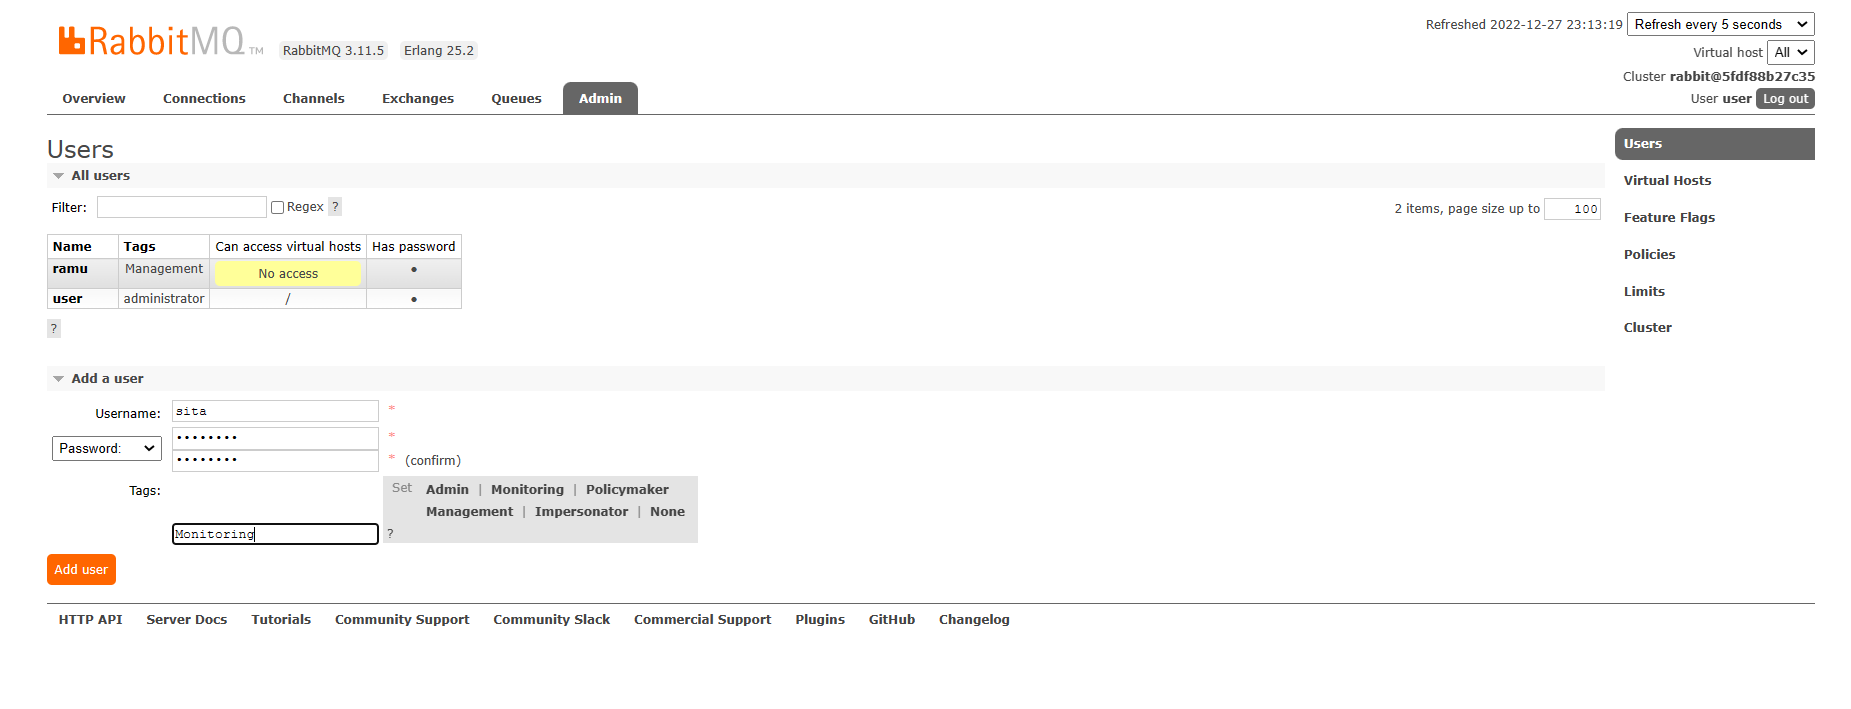 RabbitMQ TM RabbitMQ 3.11.5 Erlang 25.2
Refreshed 2022-12-27 23:13:19 Refresh every 5 seconds
Virtual host All
Cluster rabbit@5fdf88b27c35
User user Log out
Overview Connections Channels Exchanges Queues Admin
Users
All users
Filter: Regex ?
2 items, page size up to 100
Name Tags Can access virtual hosts Has password
ramu Management No access ●
user administrator / ●
?
Add a user
Username: sita *
Password: •••••••• *
•••••••• * (confirm)
Tags:
Set Admin | Monitoring | Policymaker
Management | Impersonator | None
Monitoring ?
Add user
Users
Virtual Hosts
Feature Flags
Policies
Limits
Cluster
HTTP API Server Docs Tutorials Community Support Community Slack Commercial Support Plugins GitHub Changelog